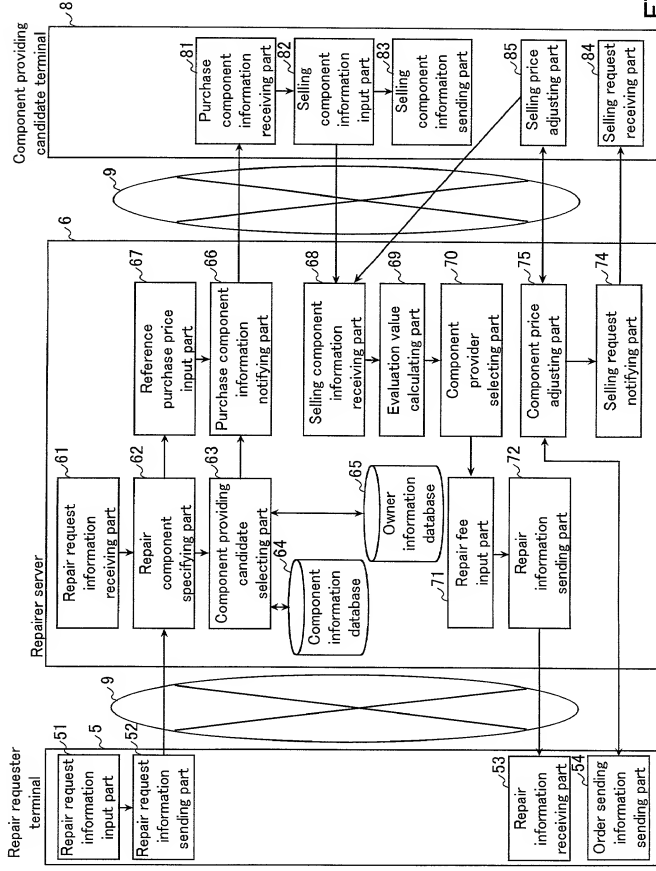 Repair requester
terminal
51
Repair request
information
input part
5
52
Repair request
information
sending part
53
Repair
information
receiving part
54
Order sending
information
sending part
9
Repairer server
6
61
Repair request
information
receiving part
62
Repair
component
specifying part
63
Component providing
candidate
selecting part
64
Component
information
database
65
Owner
information
database
71
Repair fee
input part
72
Repair
information
sending part
67
Reference
purchase price
input part
66
Purchase component
information
notifying part
68
Selling component
information
receiving part
69
Evaluation value
calculating part
70
Component
provider
selecting part
75
Component price
adjusting part
74
Selling request
notifying part
9
Component providing
candidate terminal
8
81
Purchase
component
information
receiving part
82
Selling
component
information
input part
83
Selling
component
informaiton
sending part
85
Selling price
adjusting part
84
Selling request
receiving part